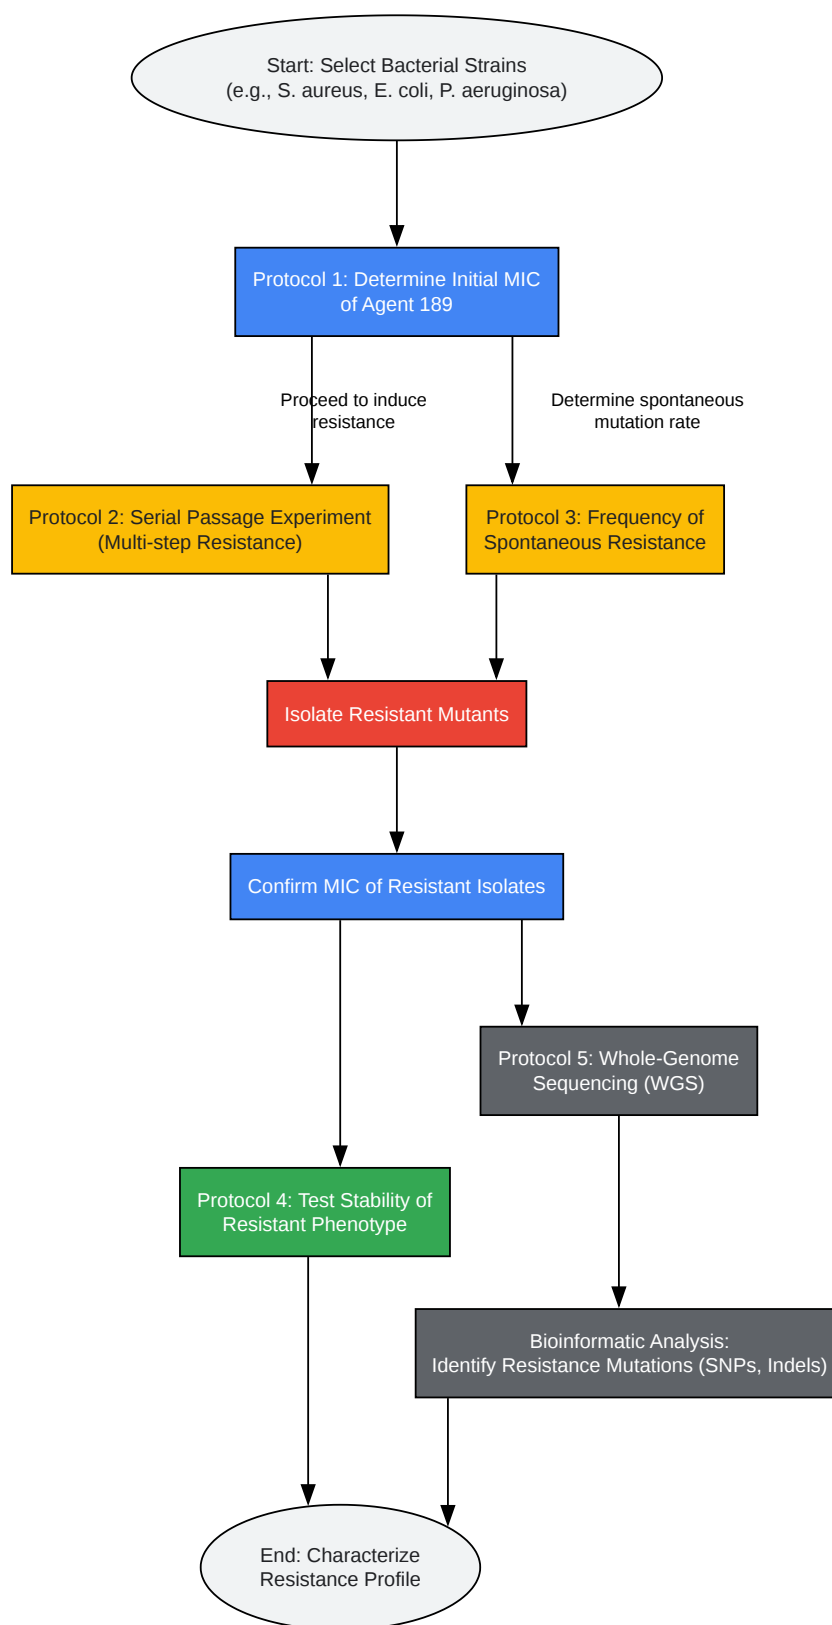 Start: Select Bacterial Strains
(e.g., S. aureus, E. coli, P. aeruginosa)
Protocol 1: Determine Initial MIC
of Agent 189
Proceed to induce
resistance
Determine spontaneous
mutation rate
Protocol 2: Serial Passage Experiment
(Multi-step Resistance)
Protocol 3: Frequency of
Spontaneous Resistance
Isolate Resistant Mutants
Confirm MIC of Resistant Isolates
Protocol 5: Whole-Genome
Sequencing (WGS)
Protocol 4: Test Stability of
Resistant Phenotype
Bioinformatic Analysis:
Identify Resistance Mutations (SNPs, Indels)
End: Characterize
Resistance Profile